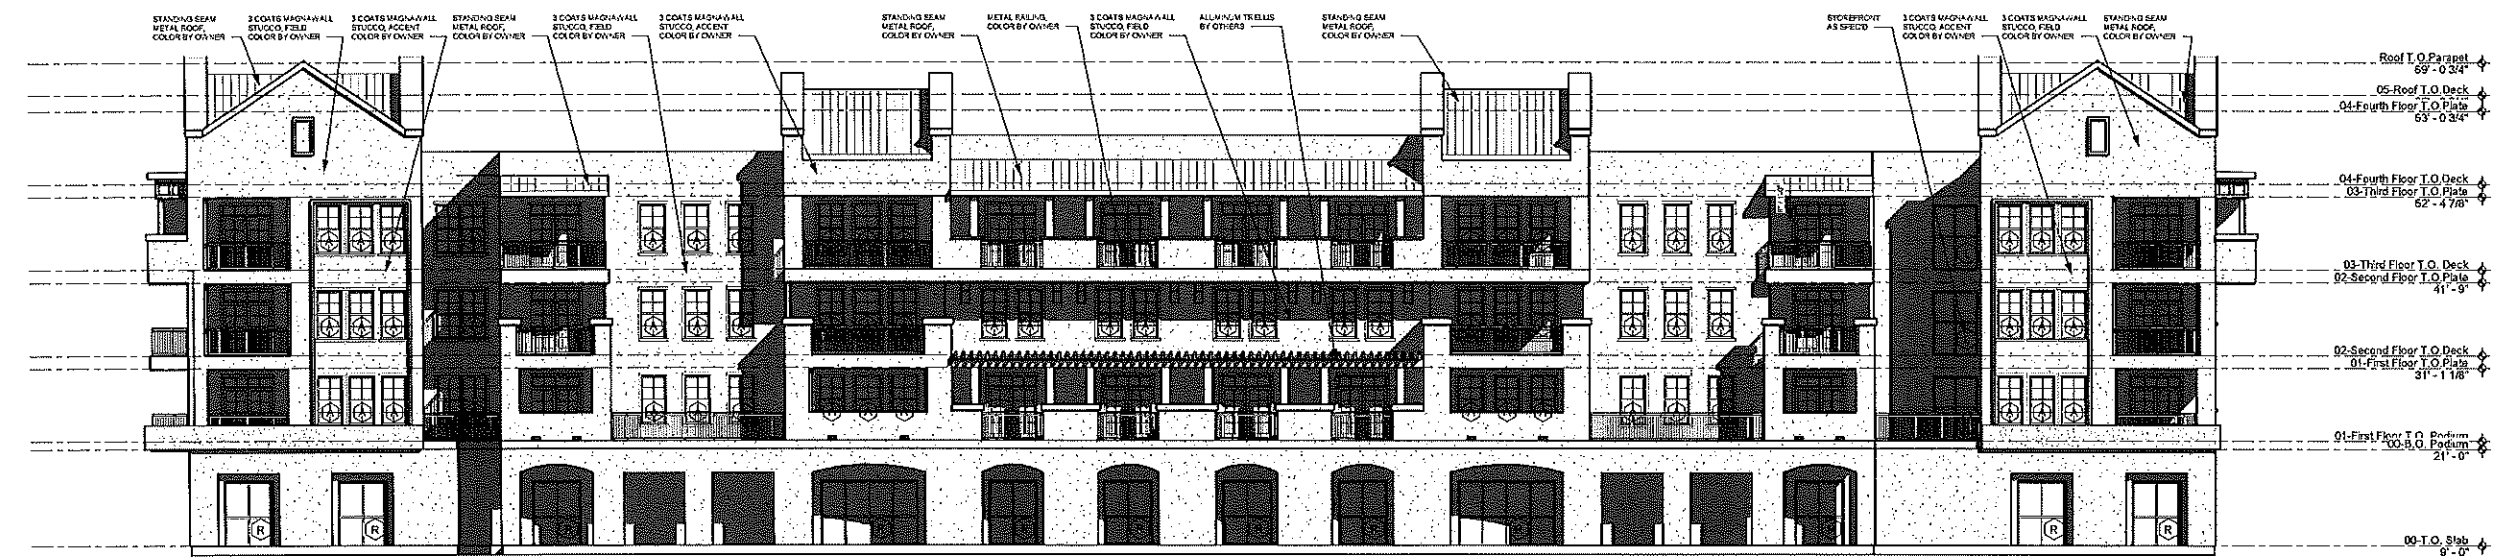 STANDING SEAM
METAL ROOF,
COLOR BY OWNER
3 COATS MAGNAWALL
STUCCO, FIELD
COLOR BY OWNER
3 COATS MAGNAWALL
STUCCO, ACCENT
COLOR BY OWNER
STANDING SEAM
METAL ROOF,
COLOR BY OWNER
3 COATS MAGNAWALL
STUCCO, FIELD
COLOR BY OWNER
3 COATS MAGNAWALL
STUCCO, ACCENT
COLOR BY OWNER
STANDING SEAM
METAL ROOF,
COLOR BY OWNER
METAL RAILING,
COLOR BY OWNER
3 COATS MAGNAWALL
STUCCO, FIELD
COLOR BY OWNER
ALUMINUM TRELLIS
BY OTHERS
STANDING SEAM
METAL ROOF,
COLOR BY OWNER
STOREFRONT
AS SPEC'D
3 COATS MAGNAWALL
STUCCO, ACCENT
COLOR BY OWNER
3 COATS MAGNAWALL
STUCCO, FIELD
COLOR BY OWNER
STANDING SEAM
METAL ROOF,
COLOR BY OWNER
Roof T.O.Parapet
69' - 0 3/4"
05-Roof T.O.Deck
04-Fourth Floor T.O.Plate
63' - 0 3/4"
04-Fourth Floor T.O.Deck
03-Third Floor T.O.Plate
52' - 4 7/8"
03-Third Floor T.O. Deck
02-Second Floor T.O.Plate
41' - 9"
02-Second Floor T.O.Deck
01-First Floor T.O.Plate
31' - 1 1/8"
01-First Floor T.O. Podium
00-B.O. Podium
21' - 0"
00-T.O. Slab
9' - 0"
A A A
A A A
A A A
A A A
A A A
A A A
R R R R